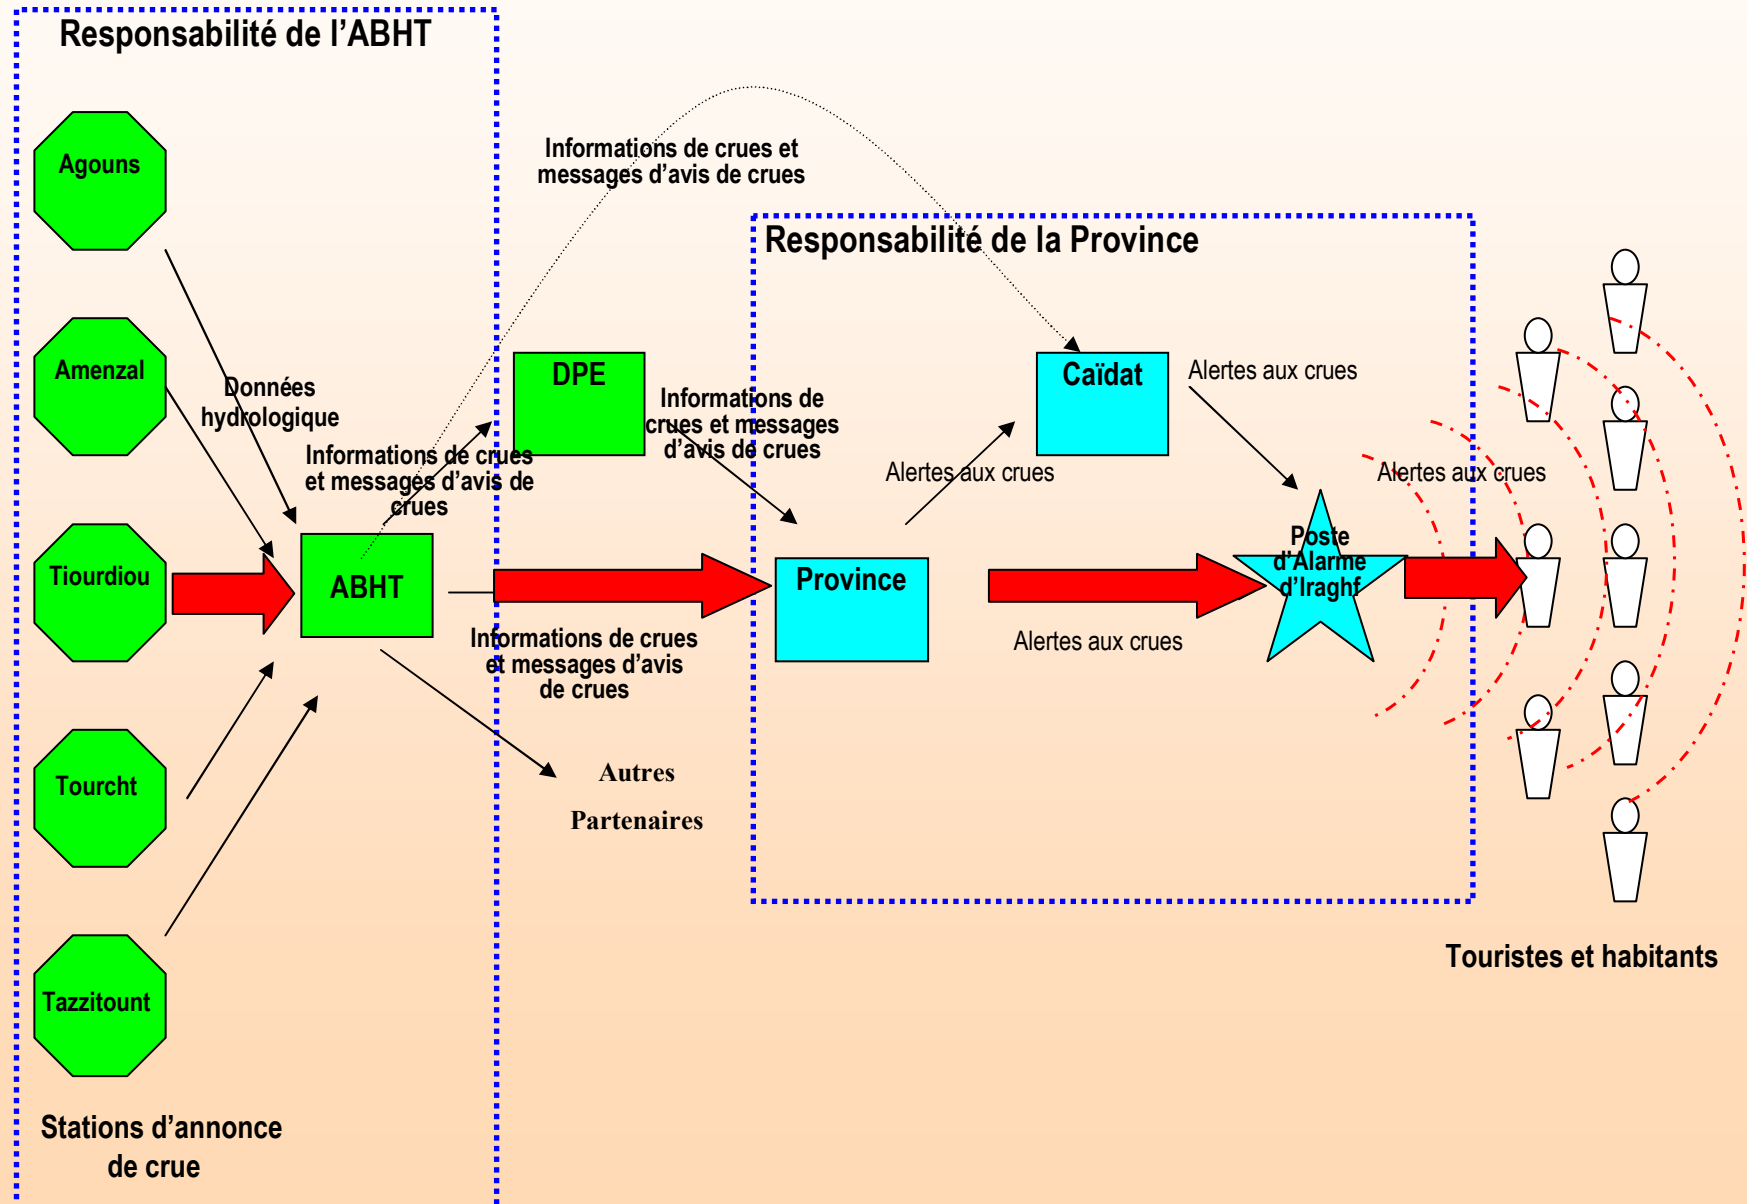 Responsabilité de l’ABHT
Agouns
Amenzal
Tiourdiou
Tourcht
Tazzitount
Stations d’annonce
de crue
Données
hydrologique
Informations de crues
et messages d’avis de
crues
ABHT
Informations de crues et
messages d’avis de crues
DPE
Informations de
crues et messages
d’avis de crues
Informations de crues
et messages d’avis
de crues
Autres
Partenaires
Responsabilité de la Province
Province
Alertes aux crues
Caïdat
Alertes aux crues
Alertes aux crues
Poste
d’Alarme
d’Iraghf
Alertes aux crues
Touristes et habitants